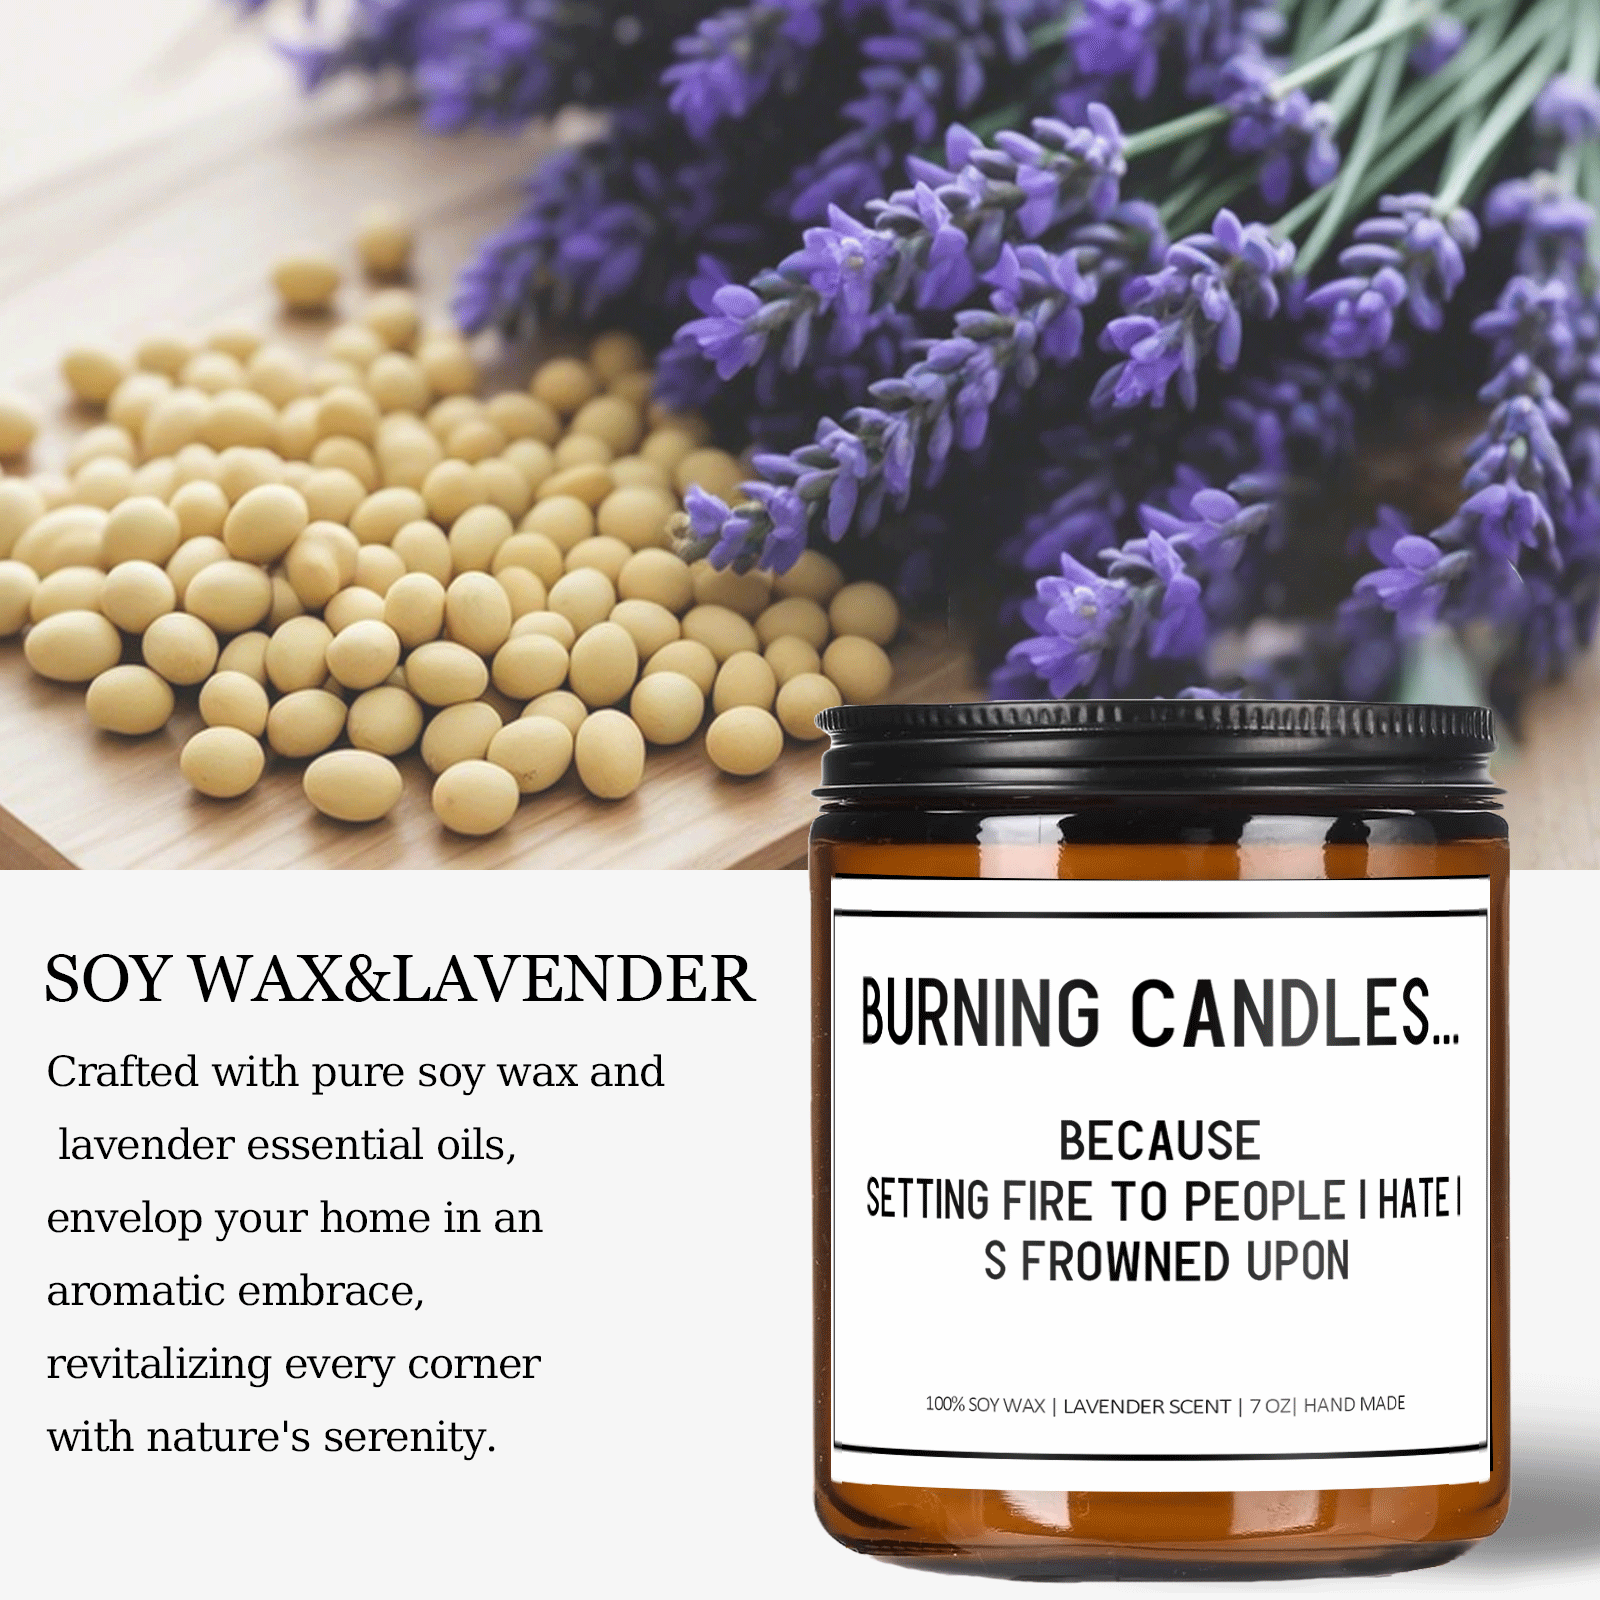 SOY WAX&LAVENDER
Crafted with pure soy wax and
lavender essential oils,
envelop your home in an
aromatic embrace,
revitalizing every corner
with nature's serenity.
BURNING CANDLES...
BECAUSE
SETTING FIRE TO PEOPLE I HATE I
S FROWNED UPON
100% SOY WAX | LAVENDER SCENT | 7 OZ| HAND MADE